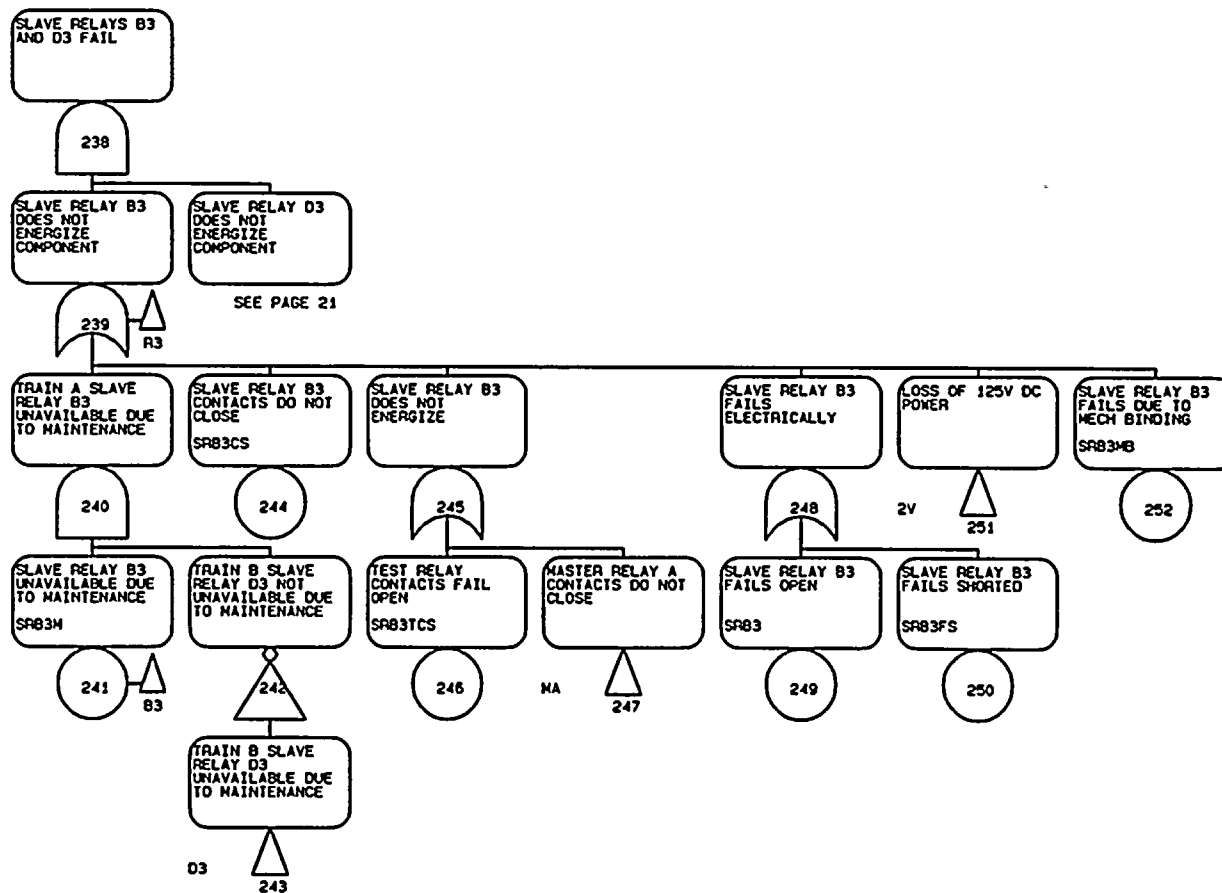 SLAVE RELAYS B3
AND D3 FAIL
238
SLAVE RELAY B3
DOES NOT
ENERGIZE
COMPONENT
SLAVE RELAY D3
DOES NOT
ENERGIZE
COMPONENT
SEE PAGE 21
239
R3
TRAIN A SLAVE
RELAY B3
UNAVAILABLE DUE
TO MAINTENANCE
SLAVE RELAY B3
CONTACTS DO NOT
CLOSE
SRB3CS
SLAVE RELAY B3
DOES NOT
ENERGIZE
SLAVE RELAY B3
FAILS
ELECTRICALLY
LOSS OF 125V DC
POWER
SLAVE RELAY B3
FAILS DUE TO
MECH BINDING
SRB3MB
240
244
245
248
2V
251
252
SLAVE RELAY B3
UNAVAILABLE DUE
TO MAINTENANCE
SRB3M
TRAIN B SLAVE
RELAY D3 NOT
UNAVAILABLE DUE
TO MAINTENANCE
TEST RELAY
CONTACTS FAIL
OPEN
SRB3TCS
MASTER RELAY A
CONTACTS DO NOT
CLOSE
SLAVE RELAY B3
FAILS OPEN
SRB3
SLAVE RELAY B3
FAILS SHORTED
SRB3FS
241
B3
242
246
MA
247
249
250
TRAIN B SLAVE
RELAY D3
UNAVAILABLE DUE
TO MAINTENANCE
D3
243